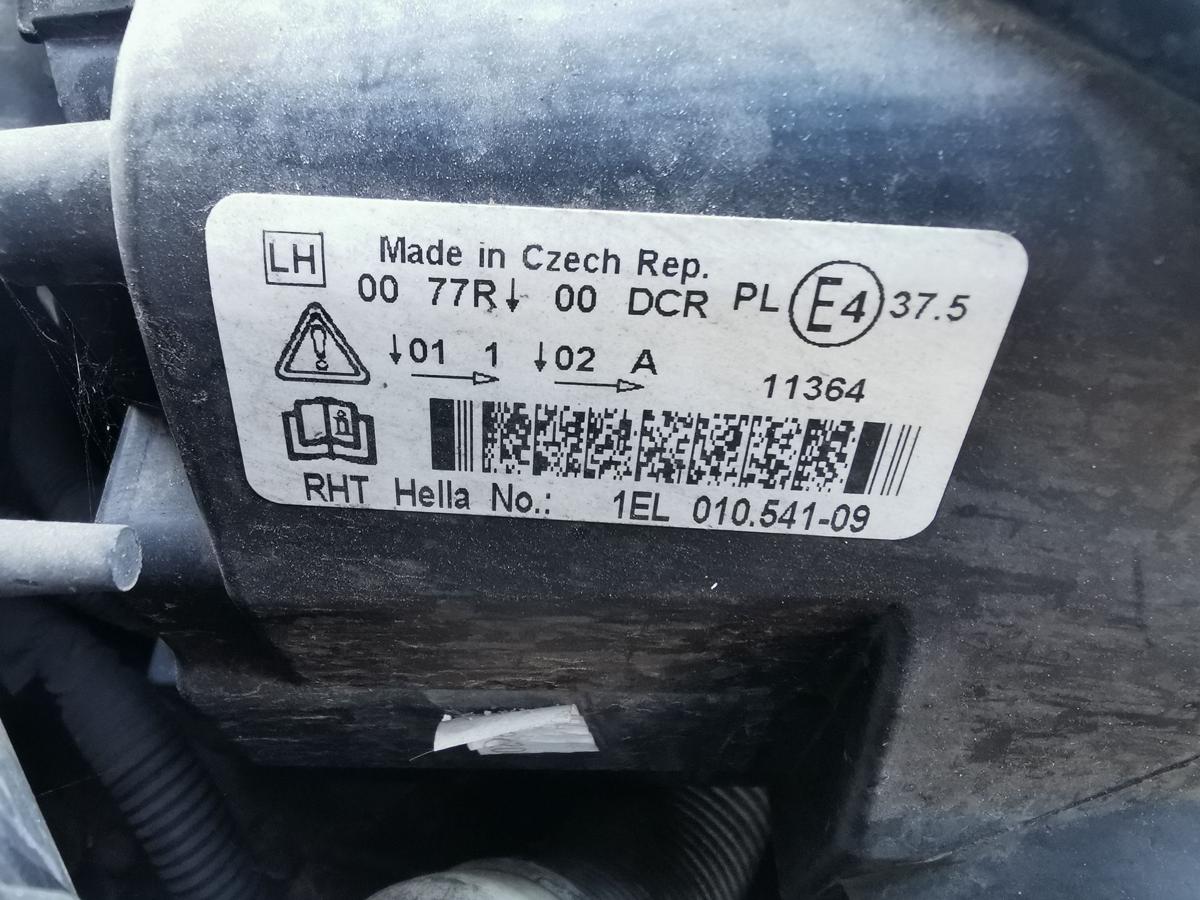 LH Made in Czech Rep.
00 77R↓ 00 DCR PL E4 37.5
↓01 1 ↓02 A 11364
RHT Hella No.: 1EL 010.541-09